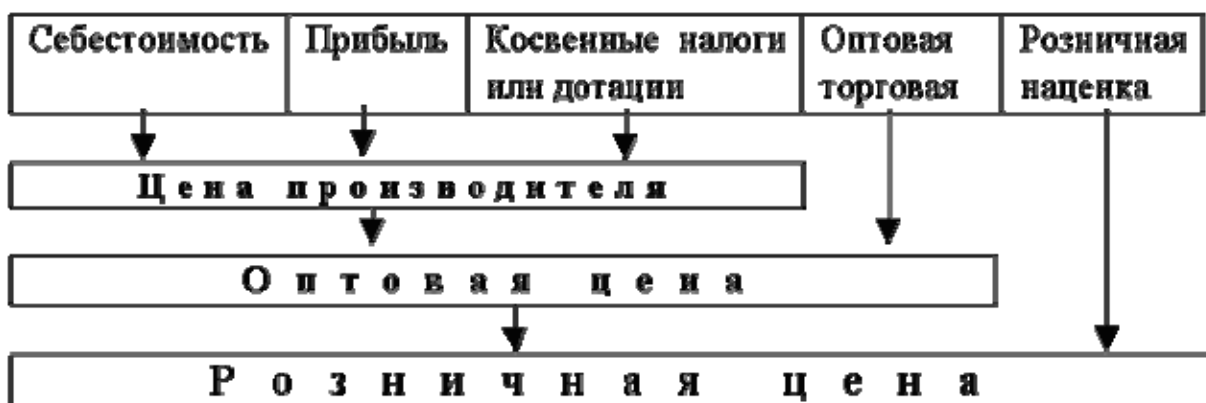 Себестоимость
Прибыль
Косвенные налоги
или дотации
Оптовая
торговая
Розничная
наценка
Цена производителя
Оптовая цена
Розничная цена